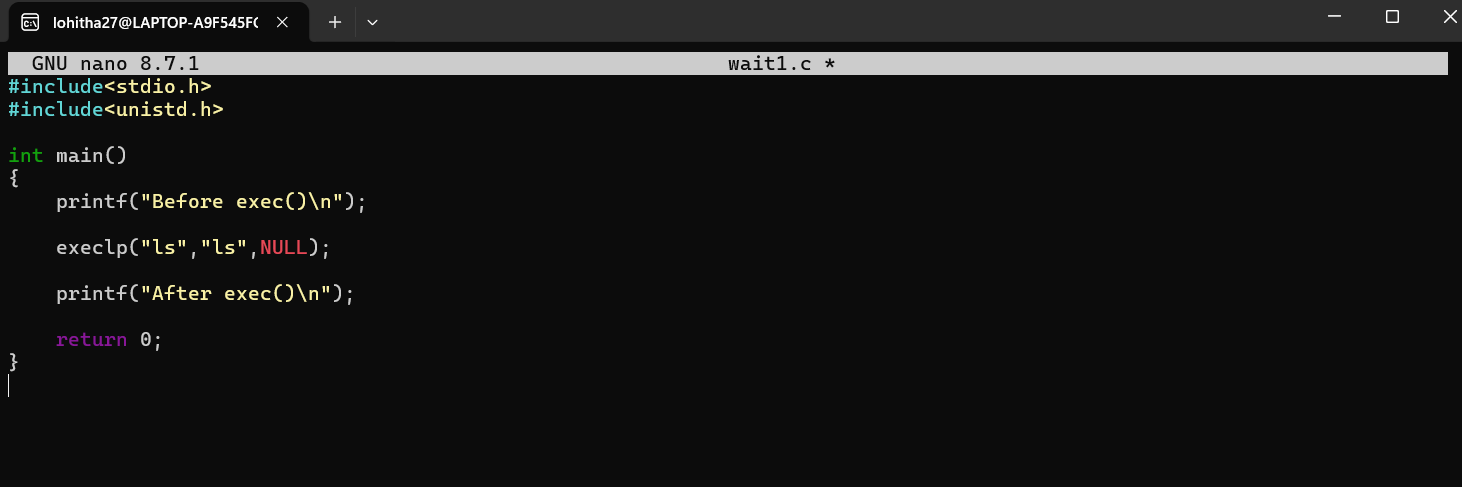 lohitha27@LAPTOP-A9F545F
GNU nano 8.7.1 wait1.c *
#include<stdio.h>
#include<unistd.h>
int main()
{
printf("Before exec()\n");
execlp("ls","ls",NULL);
printf("After exec()\n");
return 0;
}